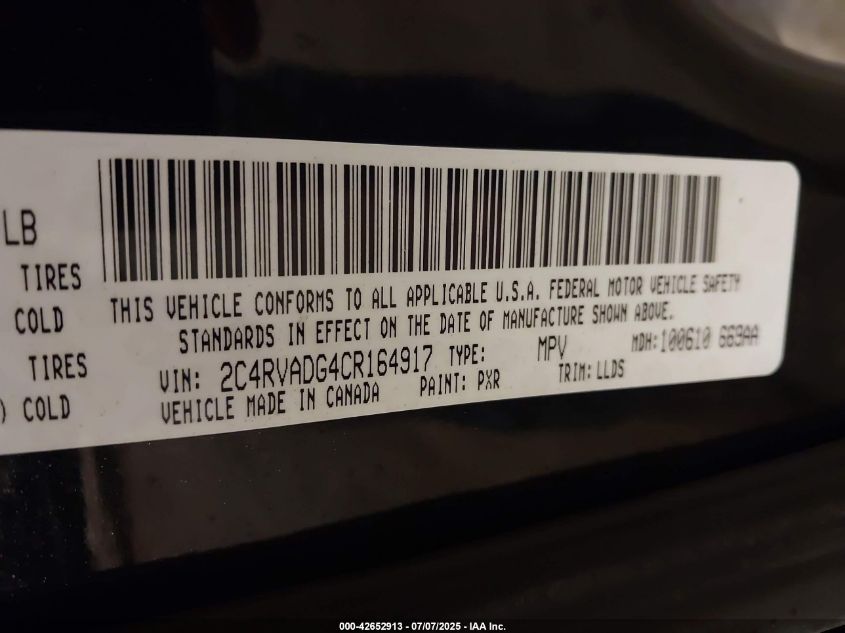 LB
TIRES
COLD
TIRES
) COLD
THIS VEHICLE CONFORMS TO ALL APPLICABLE U.S.A. FEDERAL MOTOR VEHICLE SAFETY
STANDARDS IN EFFECT ON THE DATE OF MANUFACTURE SHOWN ABOVE.
VIN: 2C4RVADG4CR164917 TYPE: MPV MDH:100610 669AA
VEHICLE MADE IN CANADA PAINT: PXR TRIM: LLDS
000-42652913 - 07/07/2025 - IAA Inc.